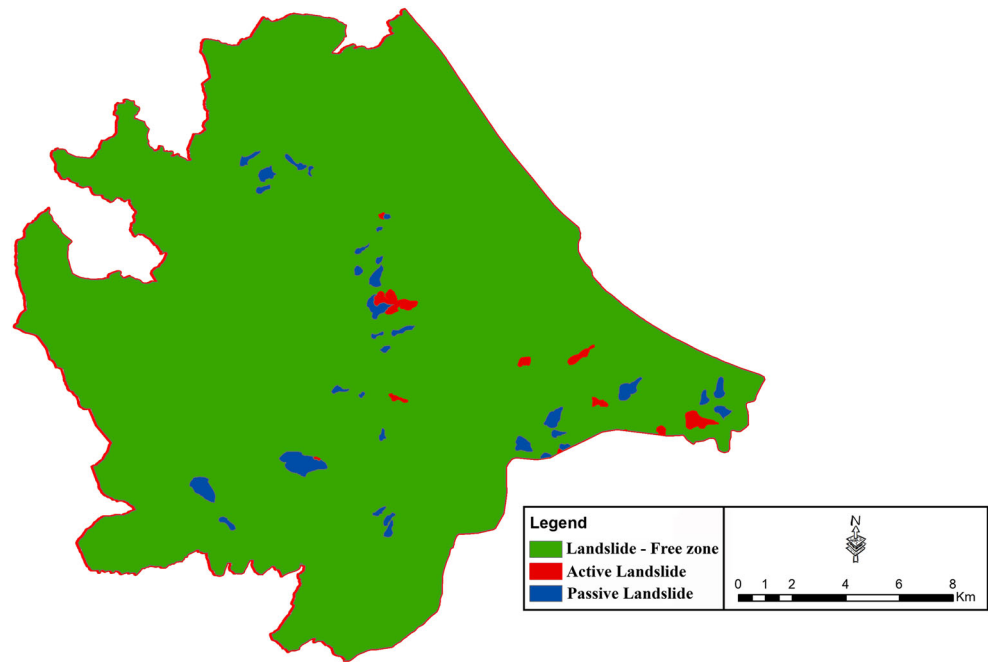 Legend
Landslide - Free zone
Active Landslide
Passive Landslide
N
0 1 2 4 6 8
Km